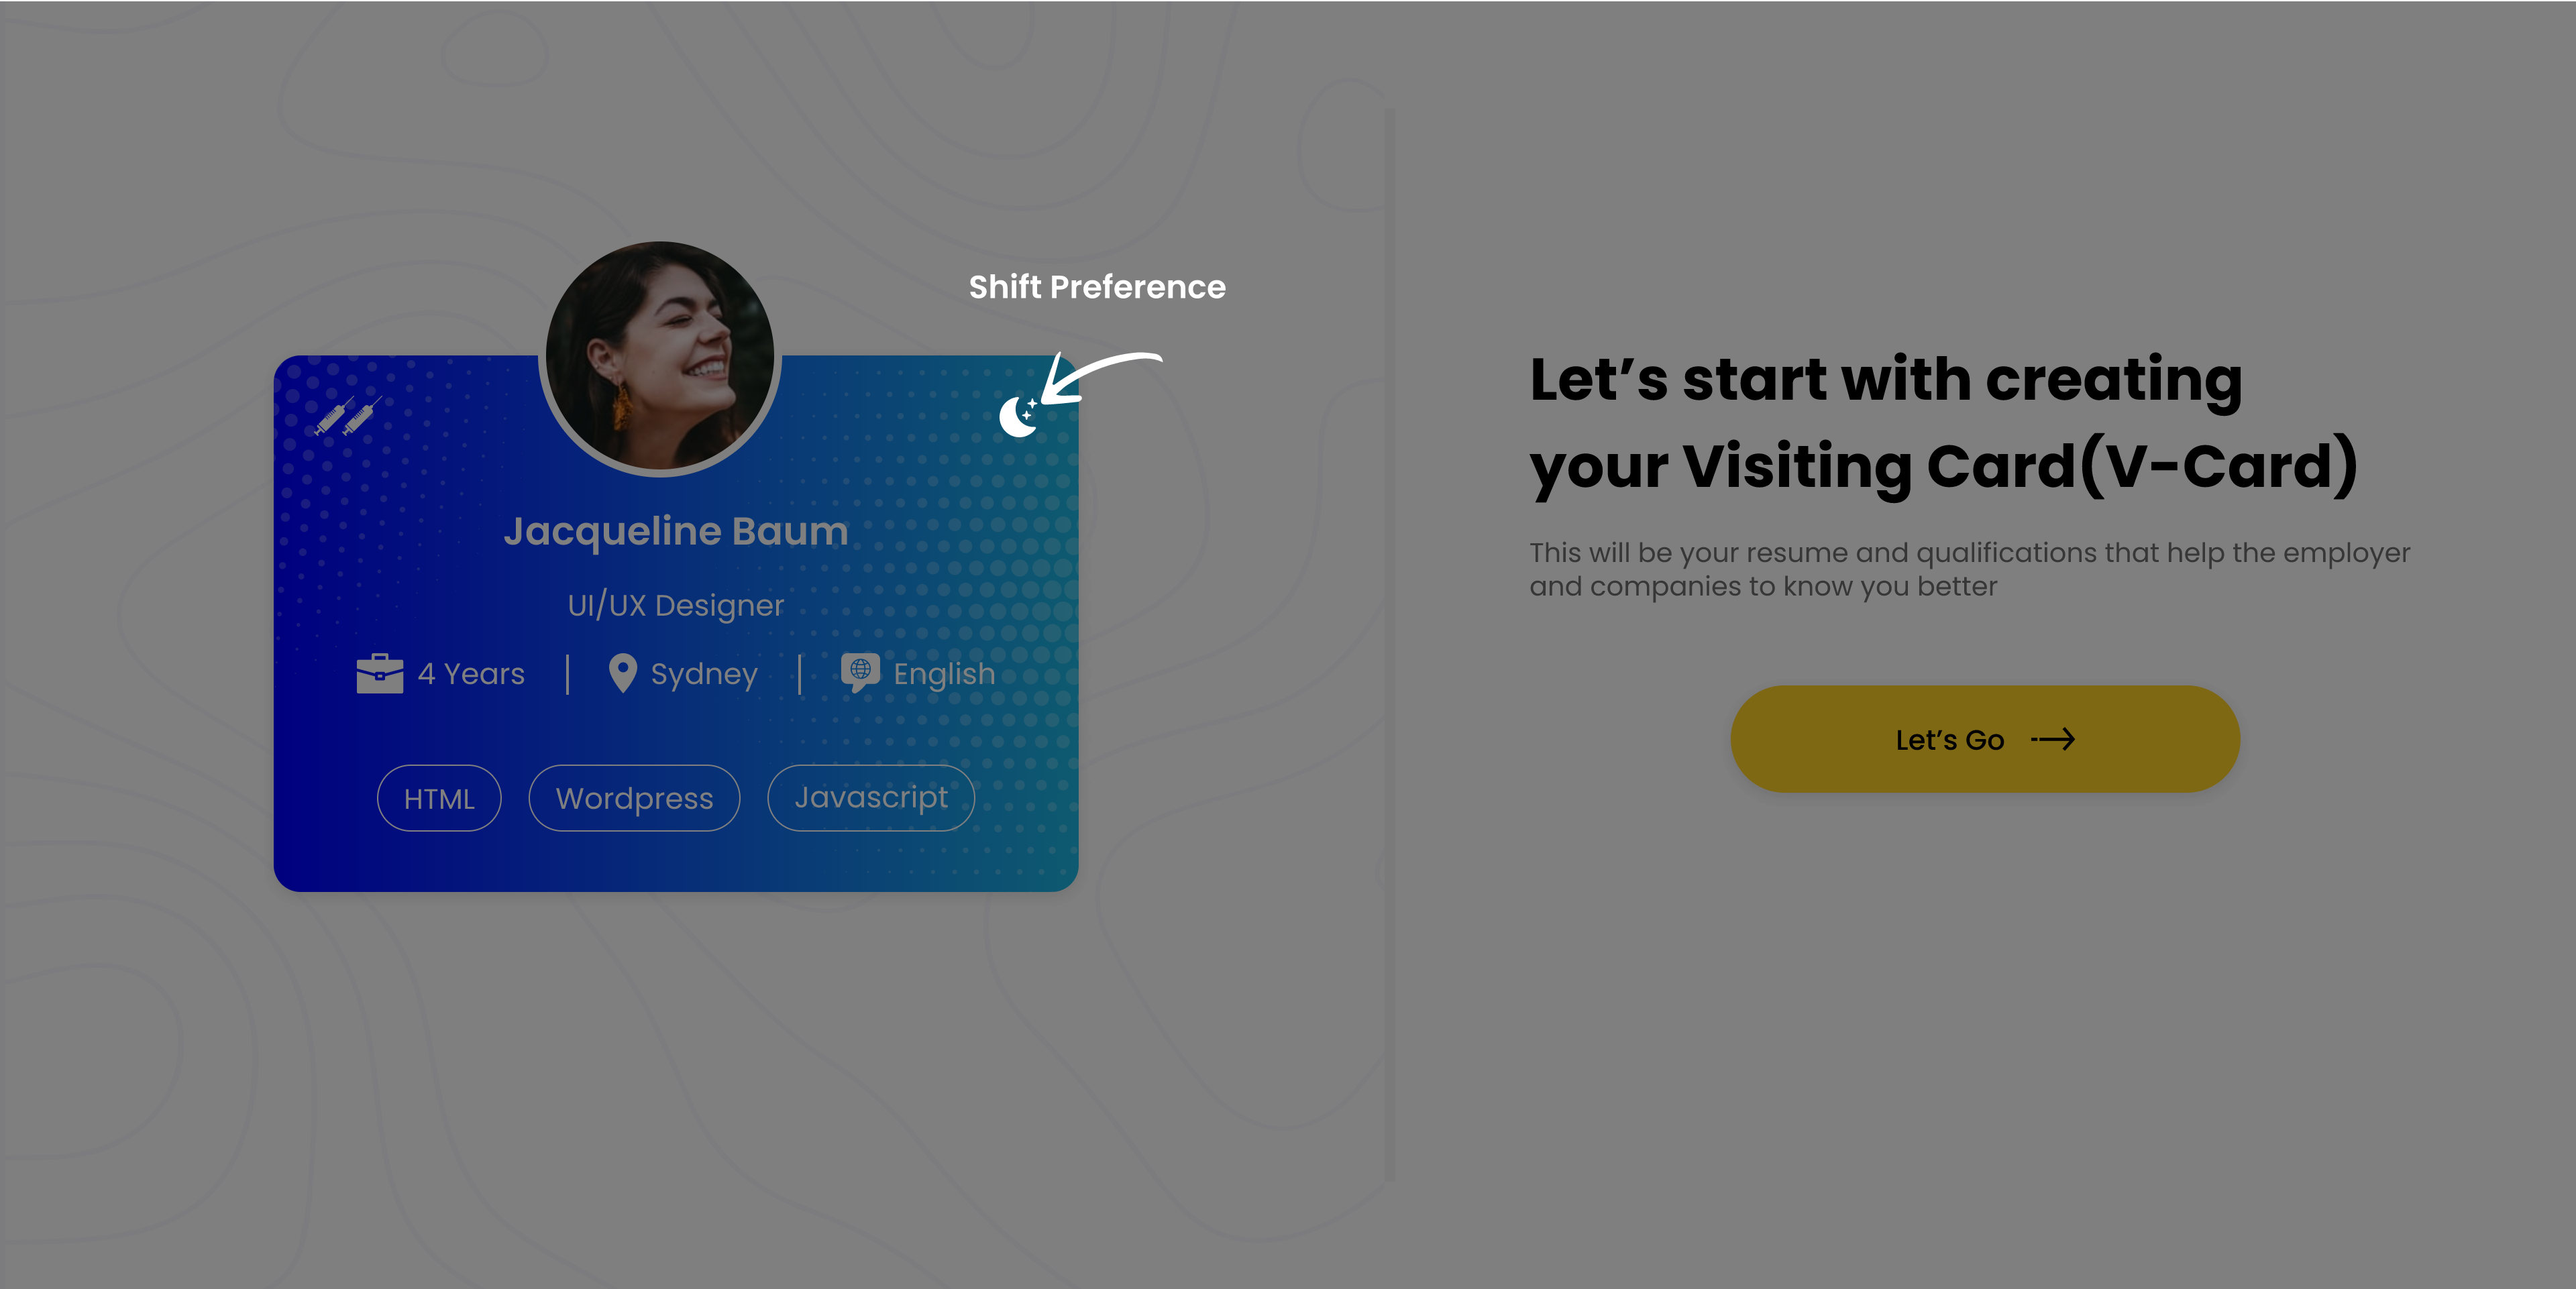 Shift Preference
Jacqueline Baum
UI/UX Designer
4 Years
Sydney
English
HTML
Wordpress
Javascript
Let’s start with creating
your Visiting Card(V-Card)
This will be your resume and qualifications that help the employer
and companies to know you better
Let’s Go